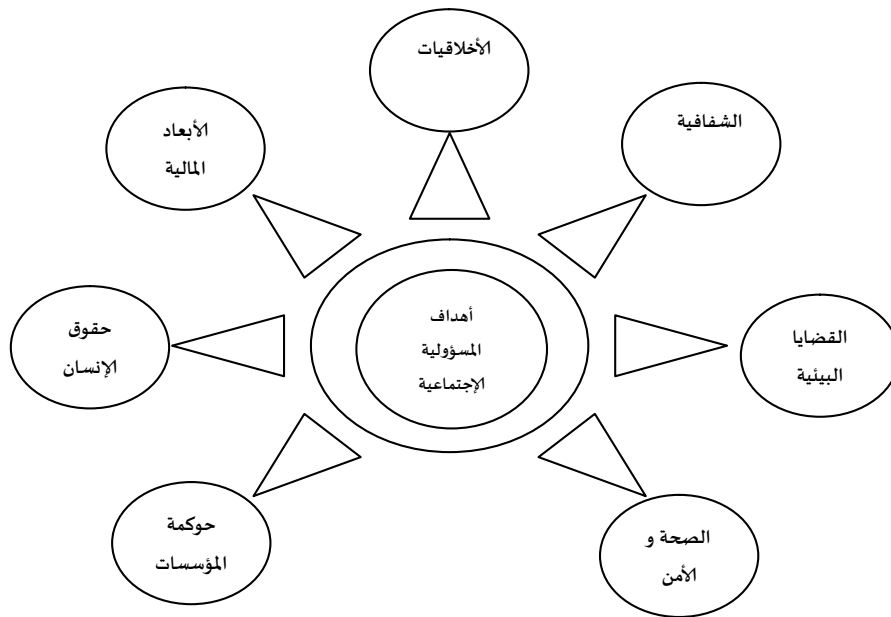 الأخلاقيات
الشفافية
الأبعاد
المالية
القضايا
البيئية
أهداف
المسؤولية
الإجتماعية
حقوق
الإنسان
الصحة و
الأمن
حوكمة
المؤسسات